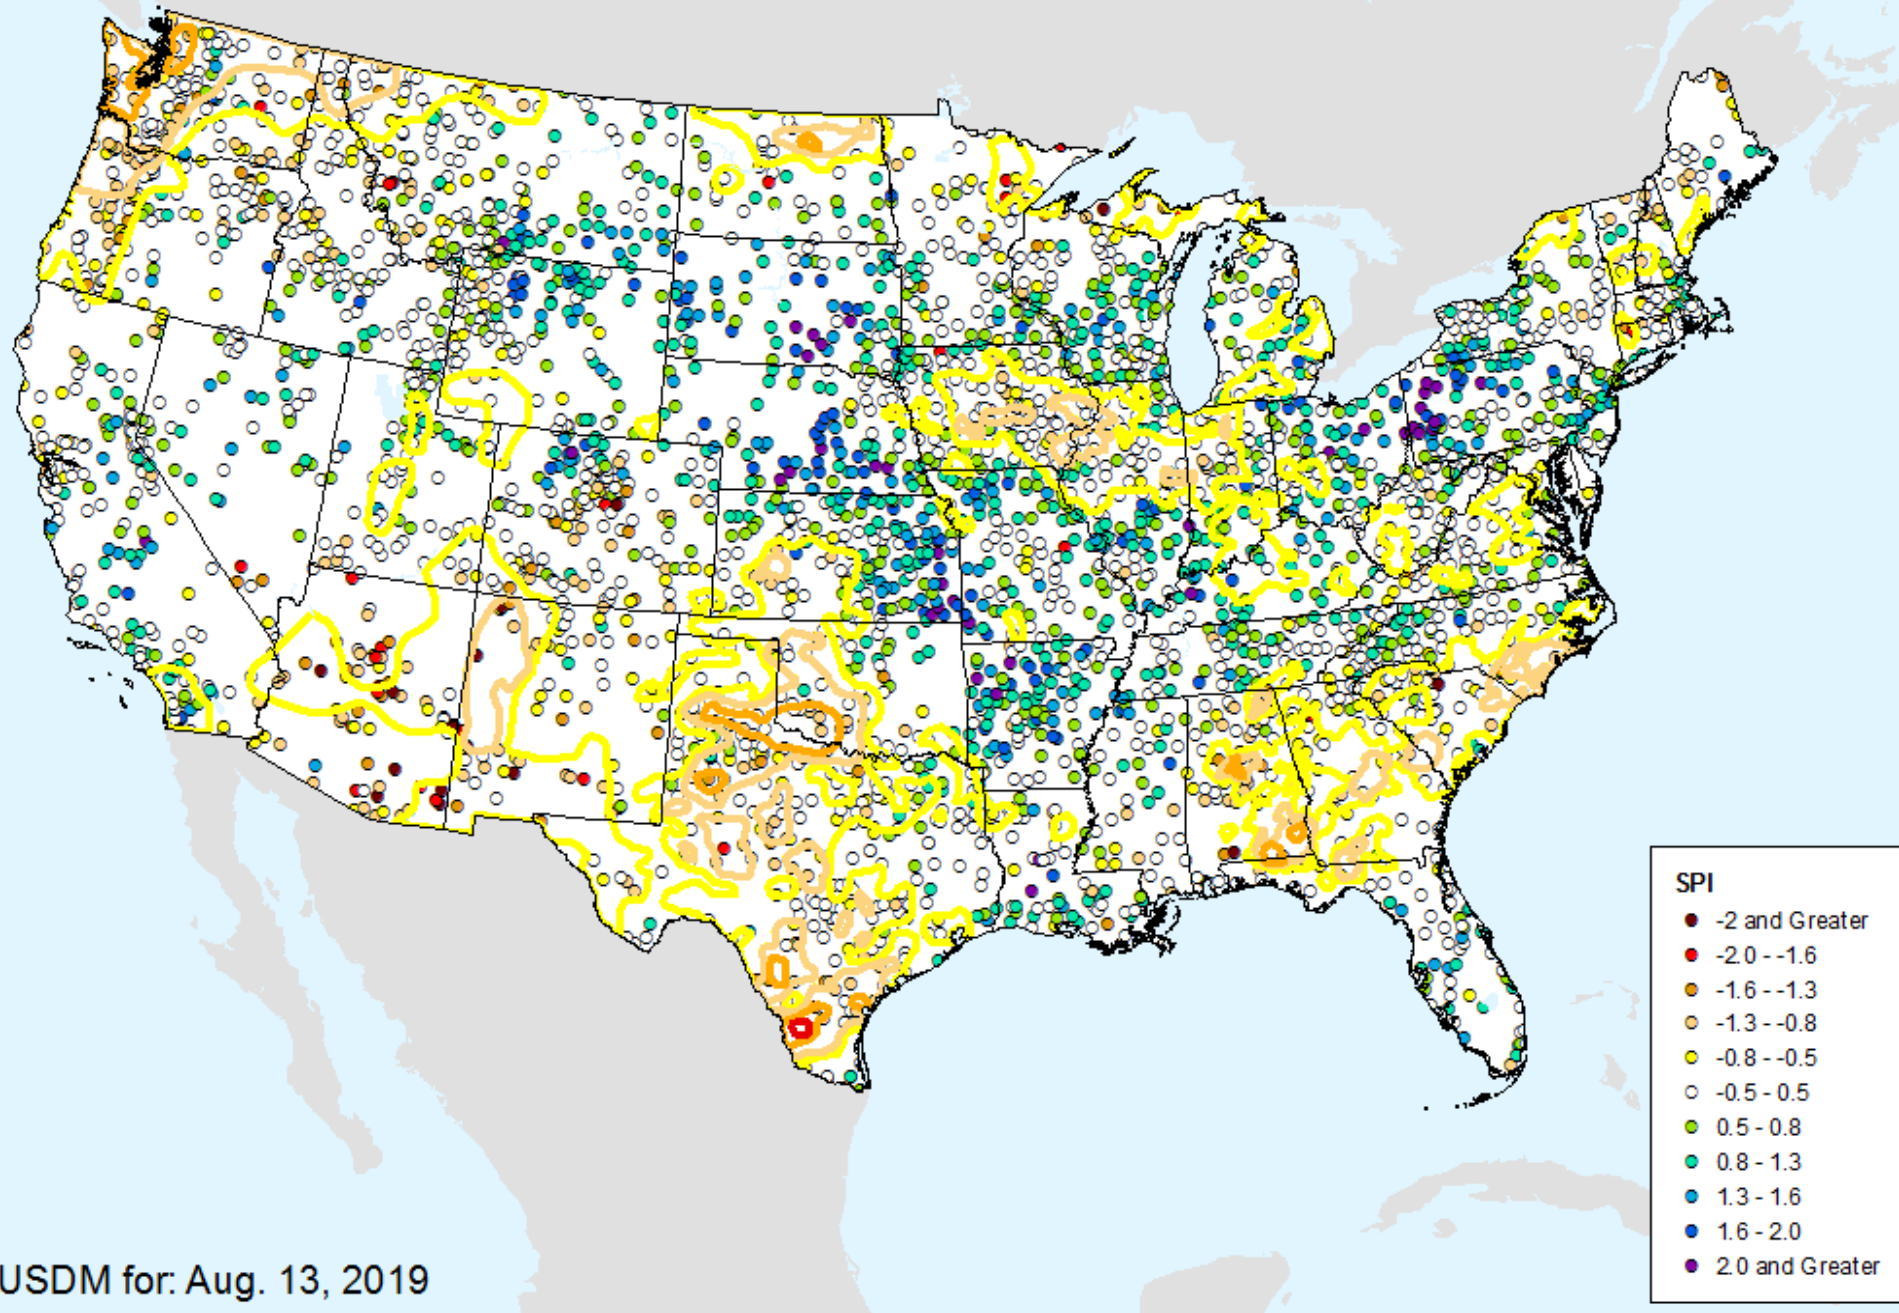 SPI
-2 and Greater
-2.0 - -1.6
-1.6 - -1.3
-1.3 - -0.8
-0.8 - -0.5
-0.5 - 0.5
0.5 - 0.8
0.8 - 1.3
1.3 - 1.6
1.6 - 2.0
2.0 and Greater
USDM for: Aug. 13, 2019